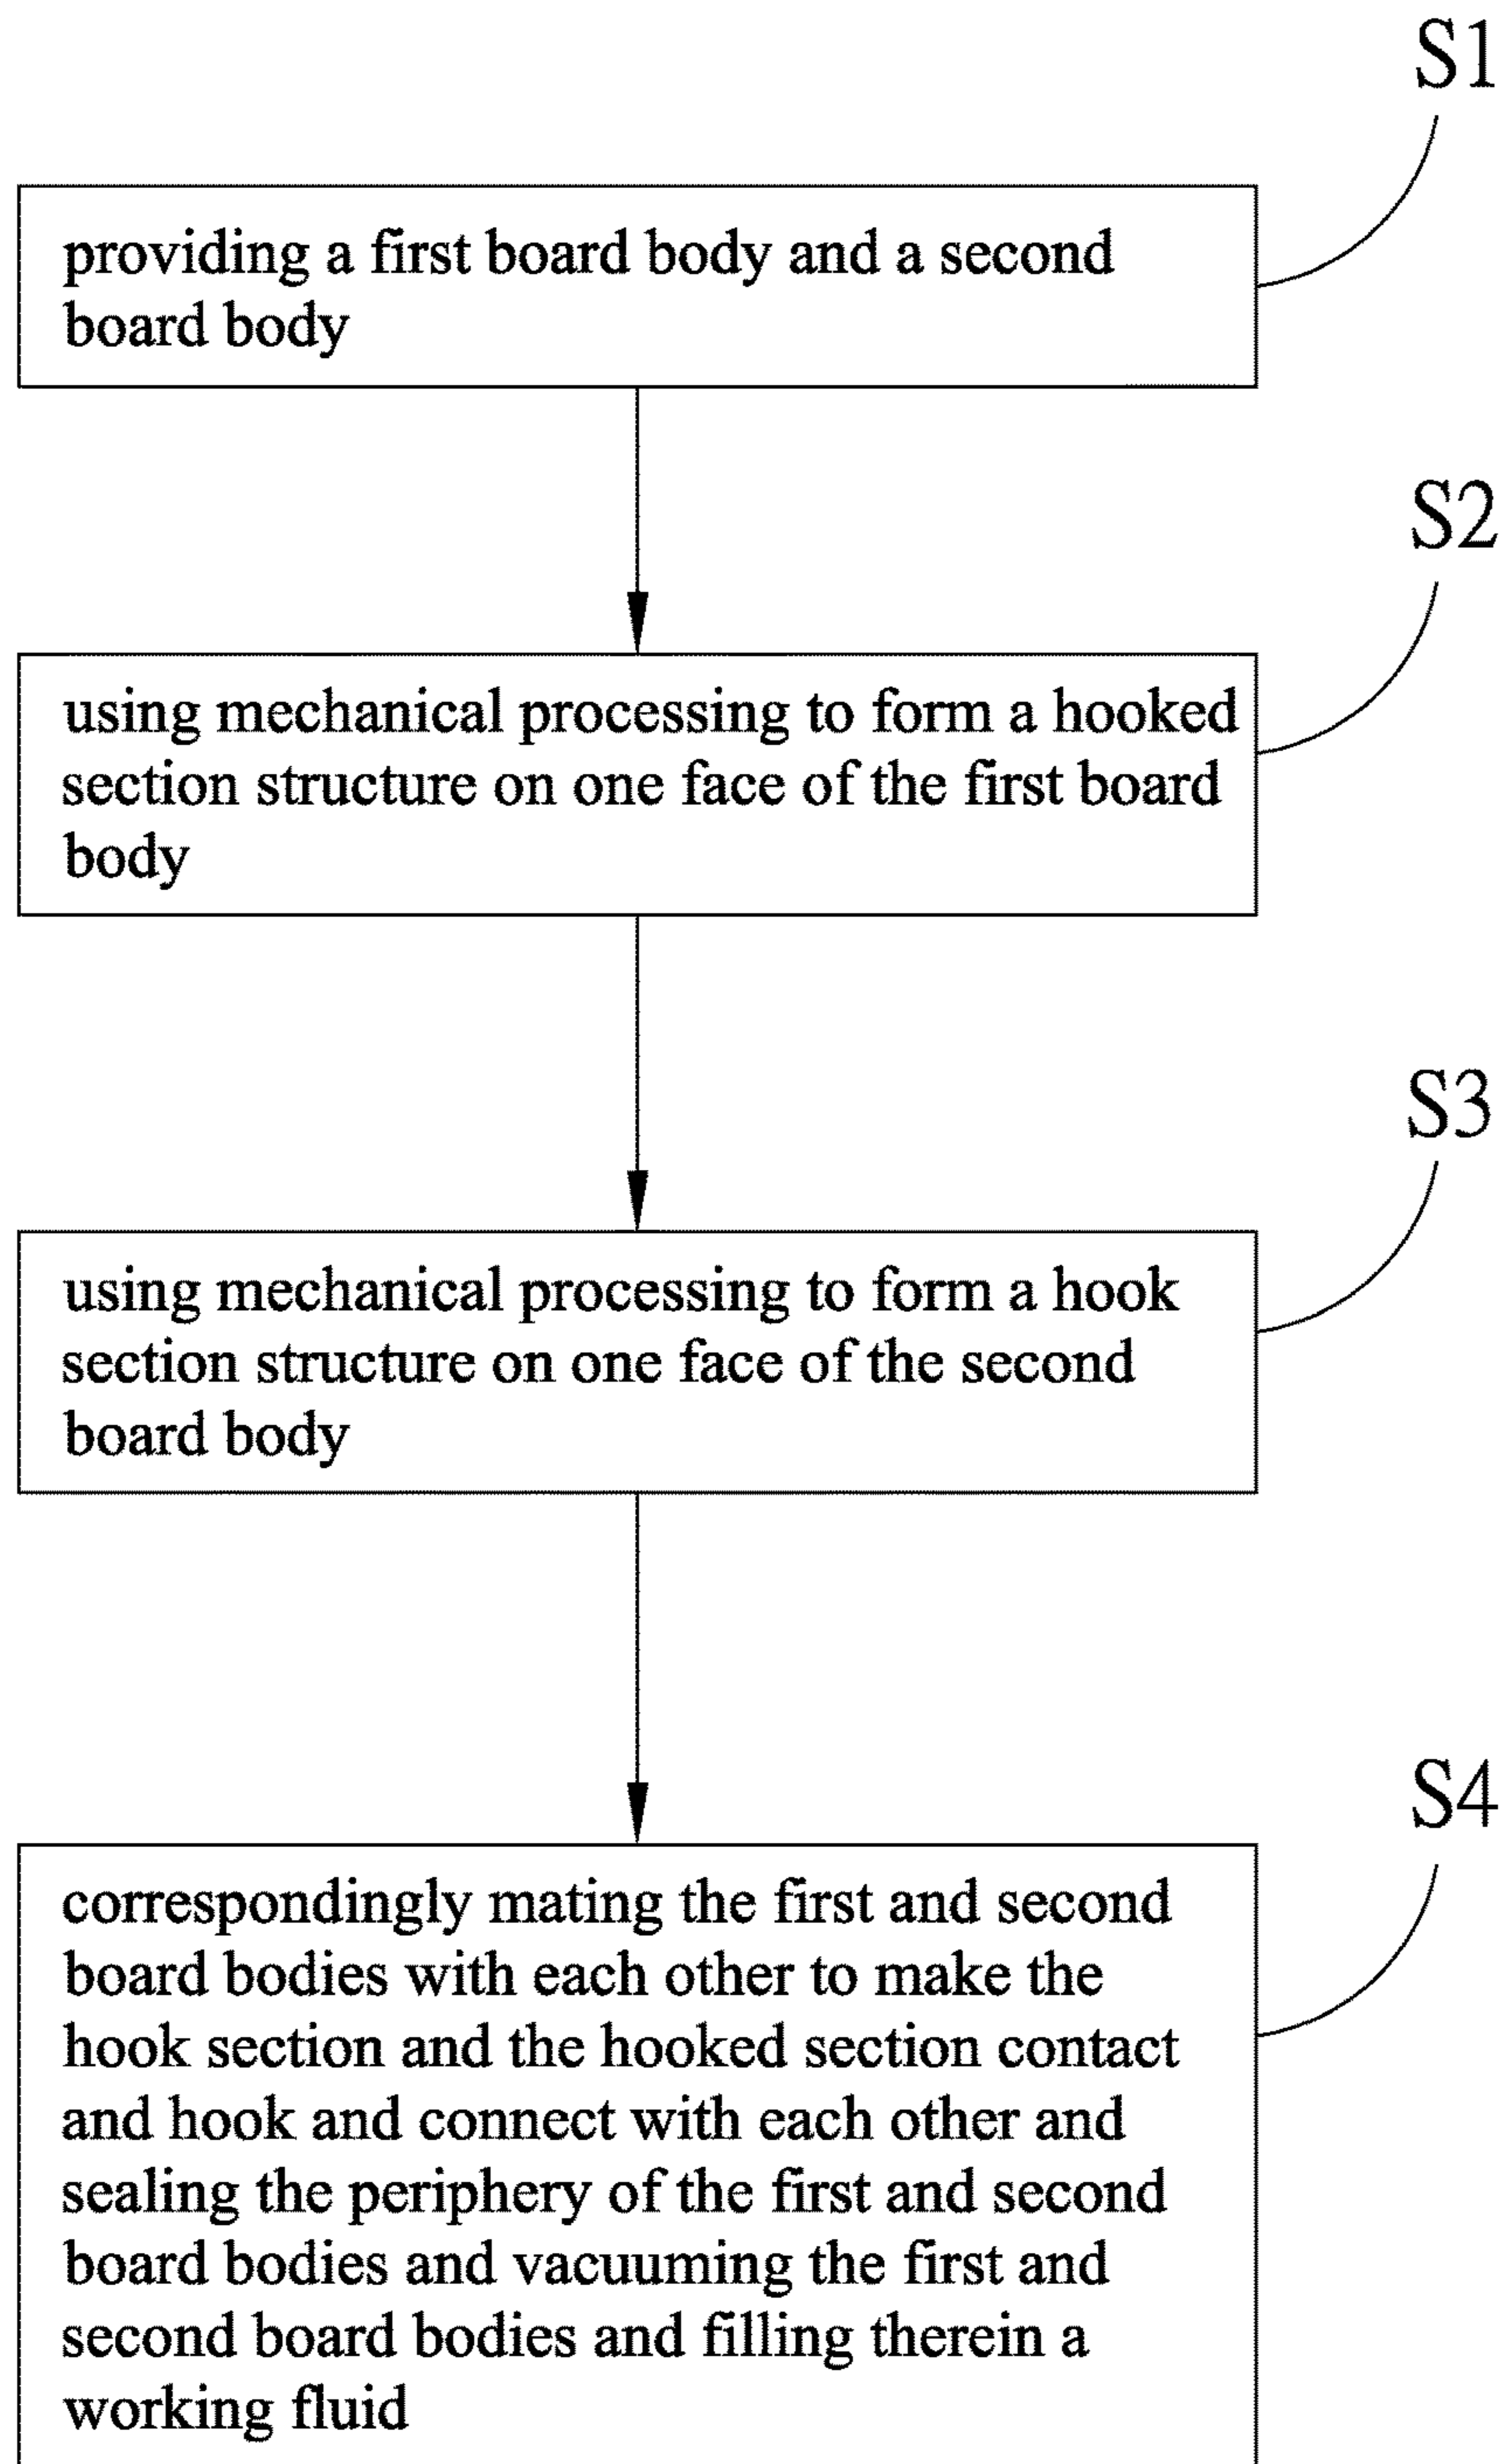 S1
providing a first board body and a second
board body
S2
using mechanical processing to form a hooked
section structure on one face of the first board
body
S3
using mechanical processing to form a hook
section structure on one face of the second
board body
S4
correspondingly mating the first and second
board bodies with each other to make the
hook section and the hooked section contact
and hook and connect with each other and
sealing the periphery of the first and second
board bodies and vacuuming the first and
second board bodies and filling therein a
working fluid